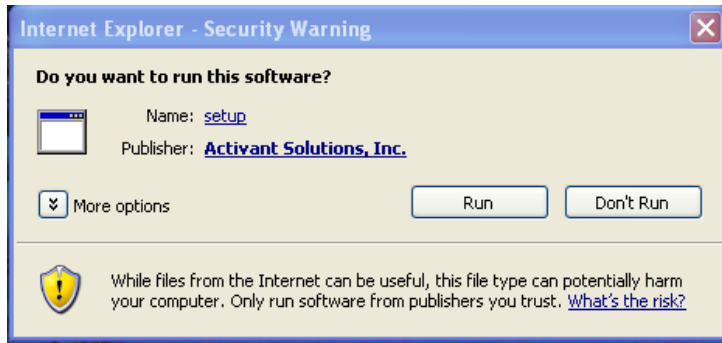 Internet Explorer - Security Warning
Do you want to run this software?
Name: setup
Publisher: Activant Solutions, Inc.
More options
Run
Don't Run
While files from the Internet can be useful, this file type can potentially harm
your computer. Only run software from publishers you trust. What's the risk?